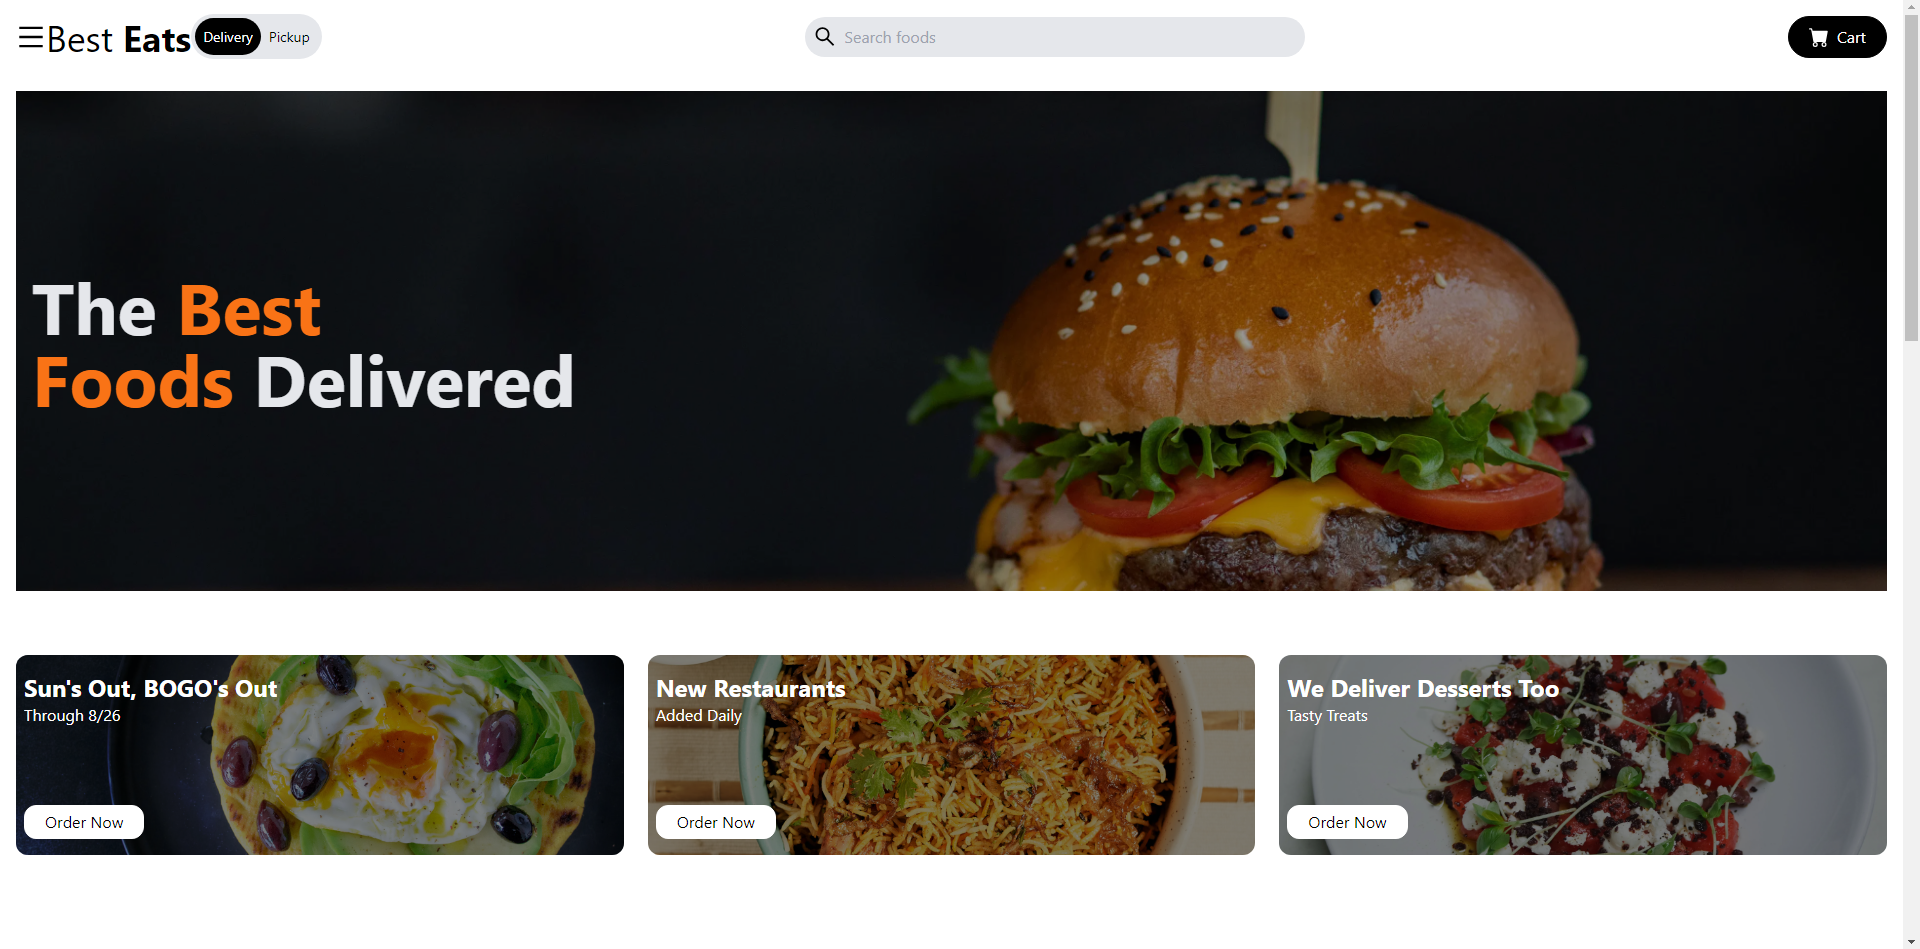 Best Eats
Delivery Pickup
Search foods
Cart
The Best
Foods Delivered
Sun's Out, BOGO's Out
Through 8/26
Order Now
New Restaurants
Added Daily
Order Now
We Deliver Desserts Too
Tasty Treats
Order Now